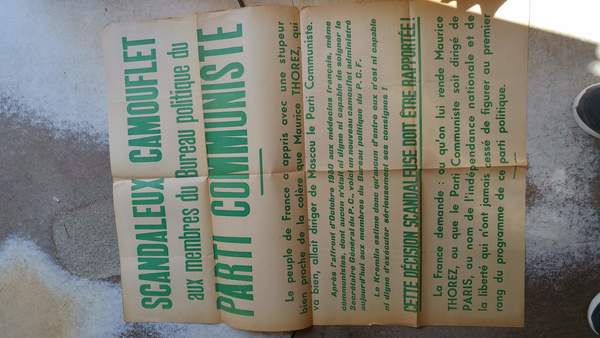 SCANDALEUX CAMOUFLET
aux membres du Bureau politique du
PARTI COMMUNISTE
Le peuple de France a appris avec une stupeur
bien proche de la colère que Maurice THOREZ, qui
va bien, allait diriger de Moscou le Parti Communiste.
Après l'affront d'Octobre 1950 aux médecins français, même
communistes, dont aucun n'était ni digne ni capable de soigner le
Secrétaire Général du P.C., voici un nouveau camouflet administré
aujourd'hui aux membres du Bureau politique du P.C.F.
Le Kremlin estime donc qu'aucun d'entre eux n'est ni capable
ni digne d'exécuter sérieusement ses consignes !
CETTE DÉCISION SCANDALEUSE DOIT ÊTRE RAPPORTÉE !
La France demande : ou qu'on lui rende Maurice
THOREZ, ou que le Parti Communiste soit dirigé de
PARIS, au nom de l'indépendance nationale et de
la liberté qui n'ont jamais cessé de figurer au premier
rang du programme de ce parti politique.